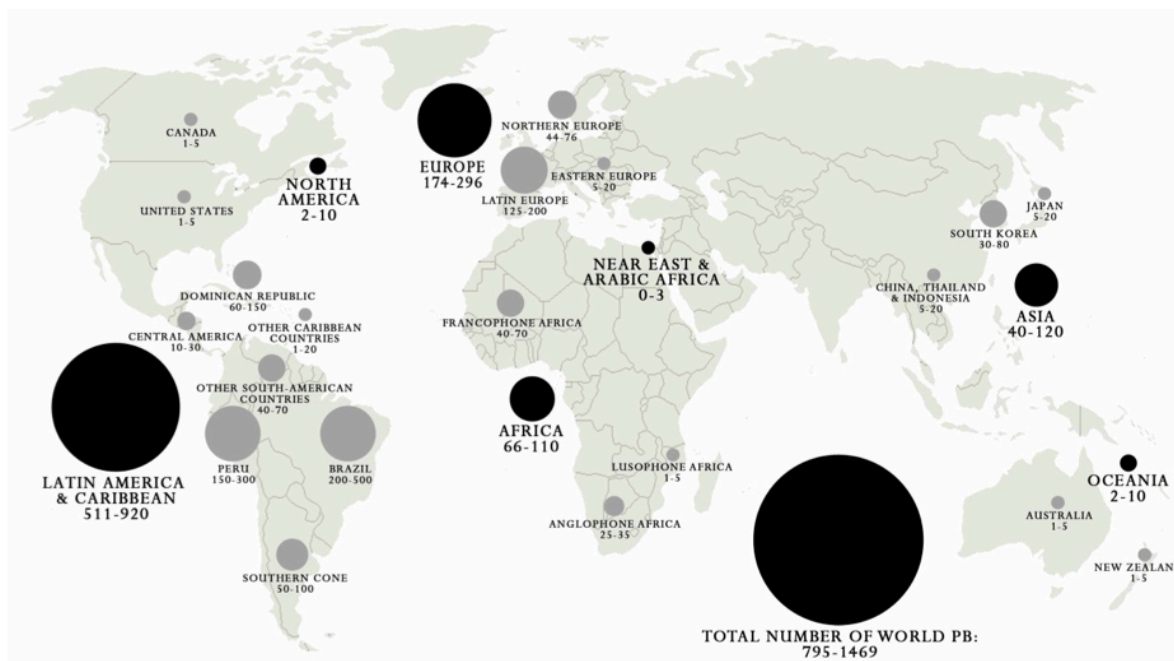 CANADA
1-5
NORTH
AMERICA
2-10
UNITED STATES
1-5
EUROPE
174-296
NORTHERN EUROPE
44-76
EASTERN EUROPE
5-20
LATIN EUROPE
125-200
JAPAN
5-20
SOUTH KOREA
30-80
NEAR EAST &
ARABIC AFRICA
0-3
CHINA, THAILAND
& INDONESIA
5-20
ASIA
40-120
DOMINICAN REPUBLIC
60-150
CENTRAL AMERICA
10-30
OTHER CARIBBEAN
COUNTRIES
1-20
FRANCOPHONE AFRICA
40-70
OTHER SOUTH-AMERICAN
COUNTRIES
40-70
AFRICA
66-110
LATIN AMERICA
& CARIBBEAN
511-920
PERU
150-300
BRAZIL
200-500
LUSOPHONE AFRICA
1-5
OCEANIA
2-10
ANGLOPHONE AFRICA
25-35
AUSTRALIA
1-5
SOUTHERN CONE
50-100
NEW ZEALAN
1-5
TOTAL NUMBER OF WORLD PB:
795-1469